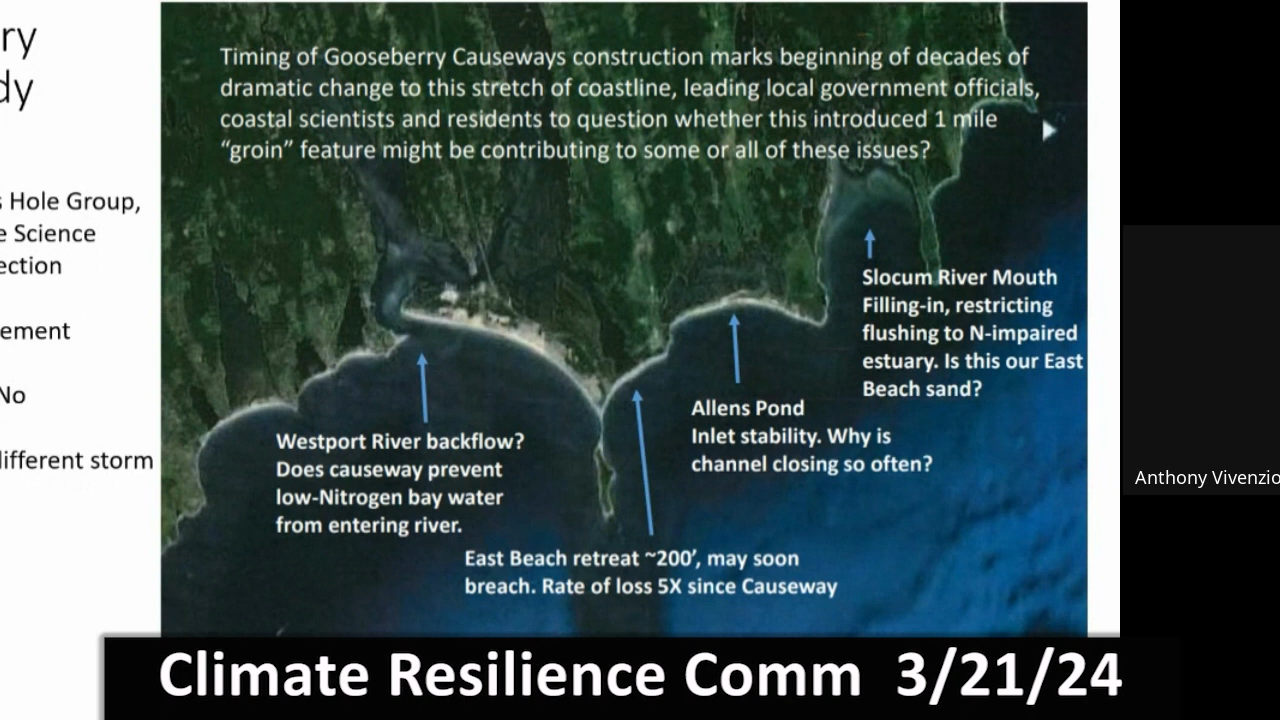 ry
dy
s Hole Group,
e Science
ection
ement
No
different storm
Timing of Gooseberry Causeways construction marks beginning of decades of
dramatic change to this stretch of coastline, leading local government officials,
coastal scientists and residents to question whether this introduced 1 mile
“groin” feature might be contributing to some or all of these issues?
Slocum River Mouth
Filling-in, restricting
flushing to N-impaired
estuary. Is this our East
Beach sand?
Allens Pond
Inlet stability. Why is
channel closing so often?
Westport River backflow?
Does causeway prevent
low-Nitrogen bay water
from entering river.
East Beach retreat ~200’, may soon
breach. Rate of loss 5X since Causeway
Anthony Vivenzio
Climate Resilience Comm 3/21/24